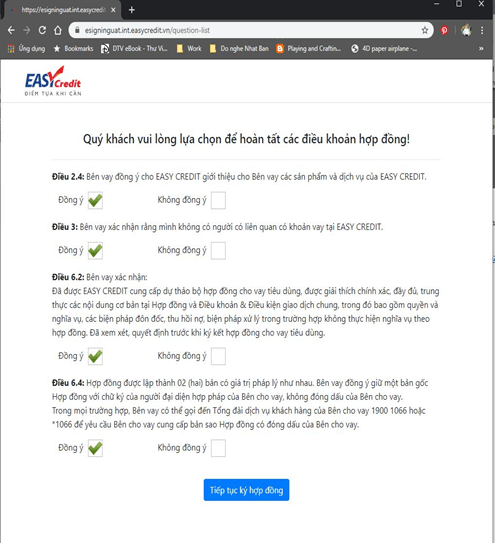 https://esigninguat.int.easycredi
esigninguat.int.easycredit.vn/question-list
Ứng dụng
Bookmarks
DTV eBook - Thư Vi...
Work
Do nghe Nhat Ban
Playing and Craftin...
4D paper airplane -...
EASY Credit
ĐIỂM TỰA KHI CẦN
Quý khách vui lòng lựa chọn để hoàn tất các điều khoản hợp đồng!
Điều 2.4: Bên vay đồng ý cho EASY CREDIT giới thiệu cho Bên vay các sản phẩm và dịch vụ của EASY CREDIT.
Đồng ý Không đồng ý
Điều 3: Bên vay xác nhận rằng mình không có người có liên quan có khoản vay tại EASY CREDIT.
Đồng ý Không đồng ý
Điều 6.2: Bên vay xác nhận:
Đã được EASY CREDIT cung cấp dự thảo bộ hợp đồng cho vay tiêu dùng, được giải thích chính xác, đầy đủ, trung
thực các nội dung cơ bản tại Hợp đồng và Điều khoản & Điều kiện giao dịch chung, trong đó bao gồm quyền và
nghĩa vụ, các biện pháp đôn đốc, thu hồi nợ, biện pháp xử lý trong trường hợp không thực hiện nghĩa vụ theo
hợp đồng. Đã xem xét, quyết định trước khi ký kết hợp đồng cho vay tiêu dùng.
Đồng ý Không đồng ý
Điều 6.4: Hợp đồng được lập thành 02 (hai) bản có giá trị pháp lý như nhau. Bên vay đồng ý giữ một bản gốc
Hợp đồng với chữ ký của người đại diện hợp pháp của Bên cho vay, không đóng dấu của Bên cho vay.
Trong mọi trường hợp, Bên vay có thể gọi đến Tổng đài dịch vụ khách hàng của Bên cho vay 1900 1066 hoặc
*1066 để yêu cầu Bên cho vay cung cấp bản sao Hợp đồng có đóng dấu của Bên cho vay.
Đồng ý Không đồng ý
Tiếp tục ký hợp đồng